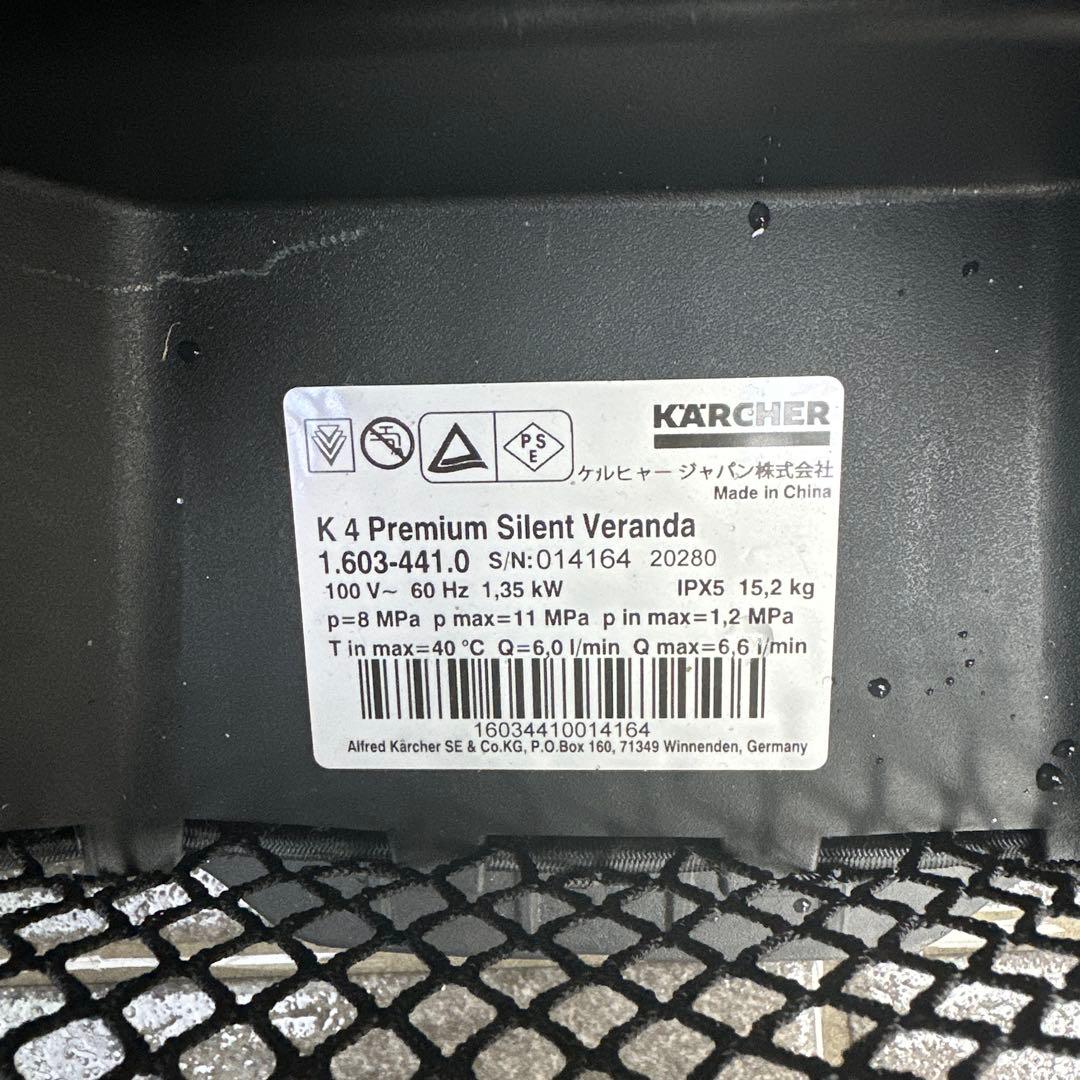 PSE
KÄRCHER
ケルヒャー ジャパン株式会社
Made in China
K 4 Premium Silent Veranda
1.603-441.0 S/N:014164 20280
100 V~ 60 Hz 1,35 kW IPX5 15,2 kg
p=8 MPa p max=11 MPa p in max=1,2 MPa
T in max=40 °C Q=6,0 l/min Q max=6,6 l/min
16034410014164
Alfred Kärcher SE & Co.KG, P.O.Box 160, 71349 Winnenden, Germany